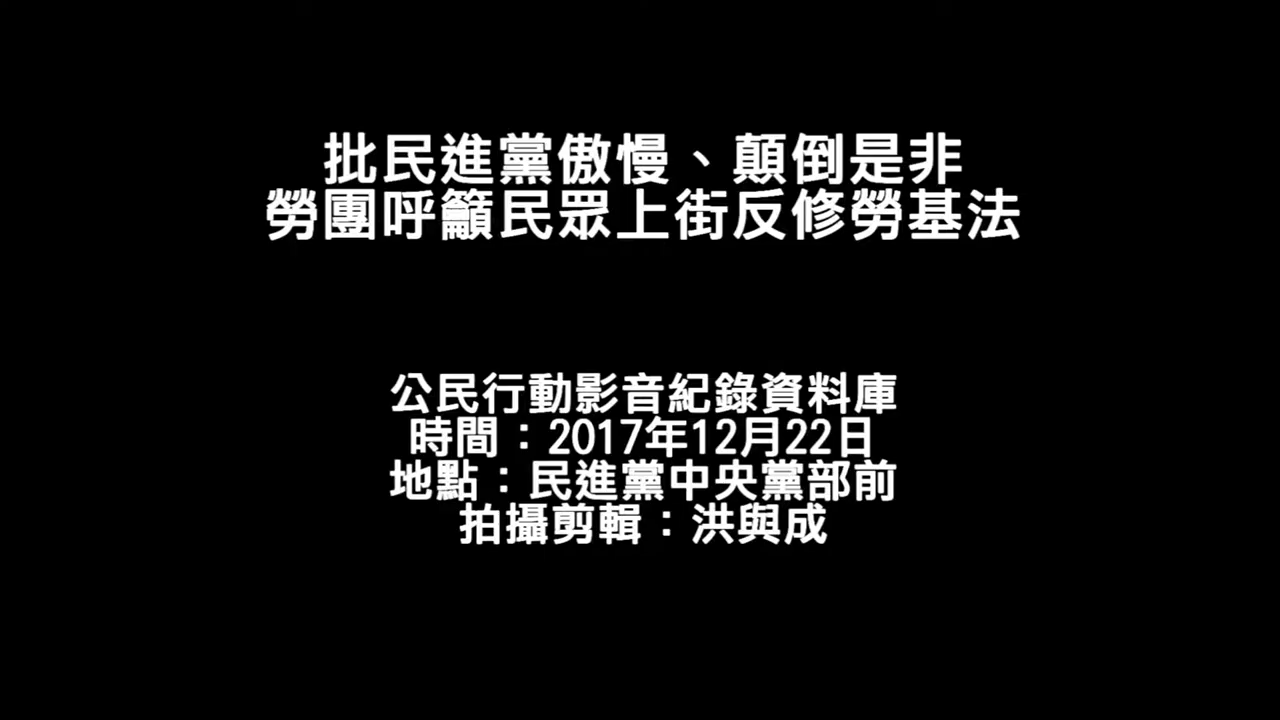 批民進黨傲慢、顛倒是非
勞團呼籲民眾上街反修勞基法
公民行動影音紀錄資料庫
時間：2017年12月22日
地點：民進黨中央黨部前
拍攝剪輯：洪與成